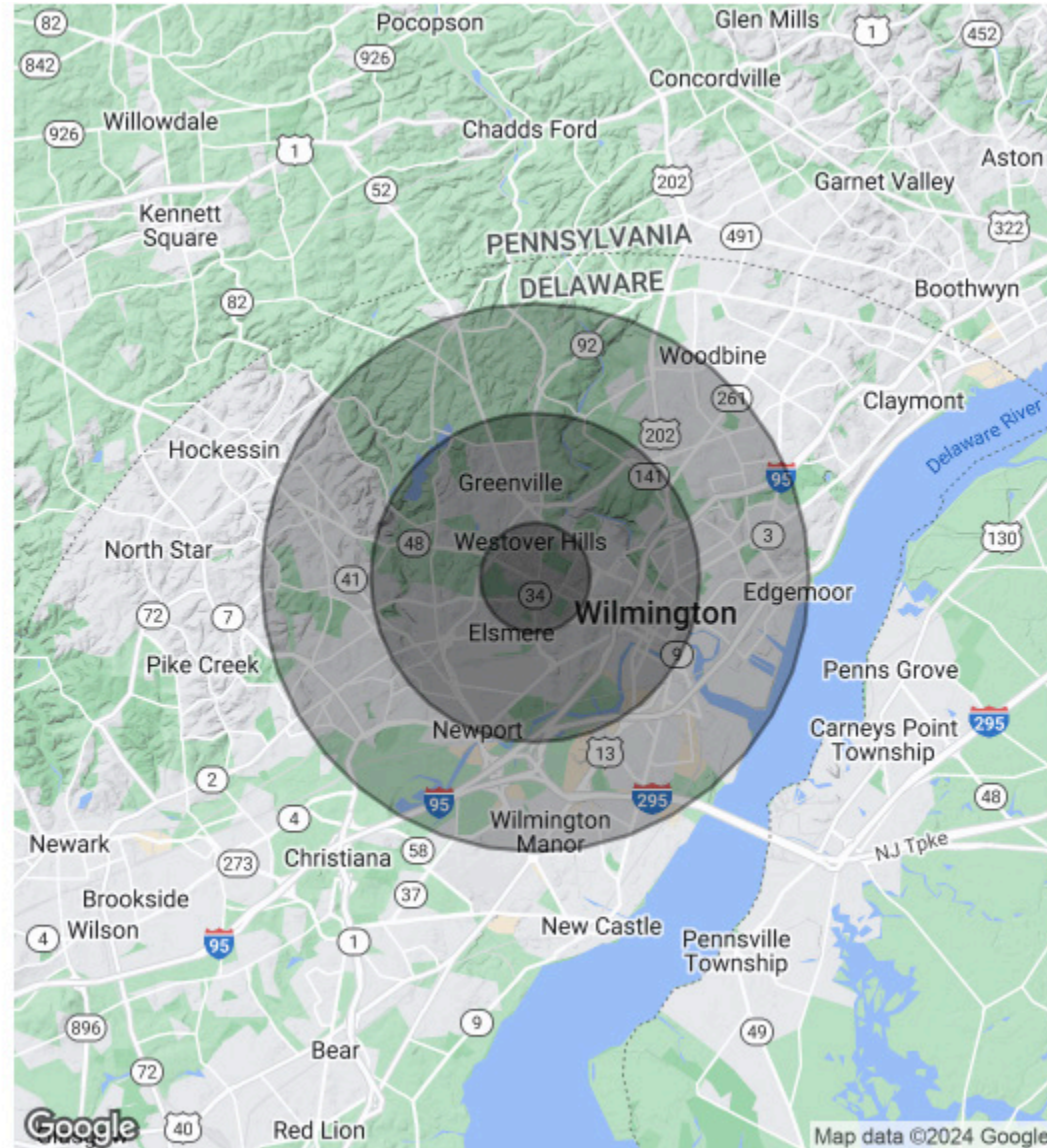 82
Pocopson
Glen Mills
1
452
842
926
Concordville
926
Willowdale
Chadds Ford
1
Aston
52
202
Garnet Valley
Kennett
Square
322
PENNSYLVANIA
491
DELAWARE
Boothwyn
82
92
Woodbine
261
Claymont
202
Delaware River
Hockessin
141
95
Greenville
130
48
Westover Hills
3
North Star
41
34
Edgemoor
72
7
Wilmington
Elsmere
9
Pike Creek
Penns Grove
Newport
13
Carneys Point
Township
295
2
95
295
48
4
Wilmington
Manor
Newark
273
Christiana
58
NJ Tpke
37
Brookside
Wilson
4
95
1
New Castle
Pennsville
Township
896
9
49
Bear
72
Google
40
Red Lion
Map data ©2024 Google